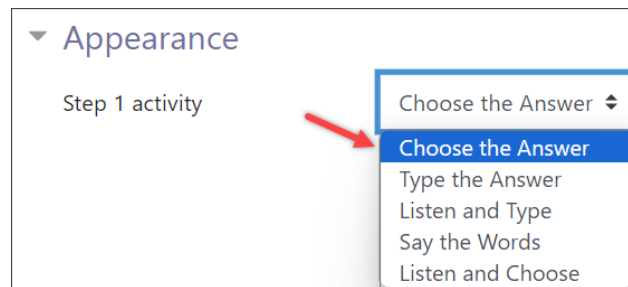 Appearance
Step 1 activity
Choose the Answer
Choose the Answer
Type the Answer
Listen and Type
Say the Words
Listen and Choose